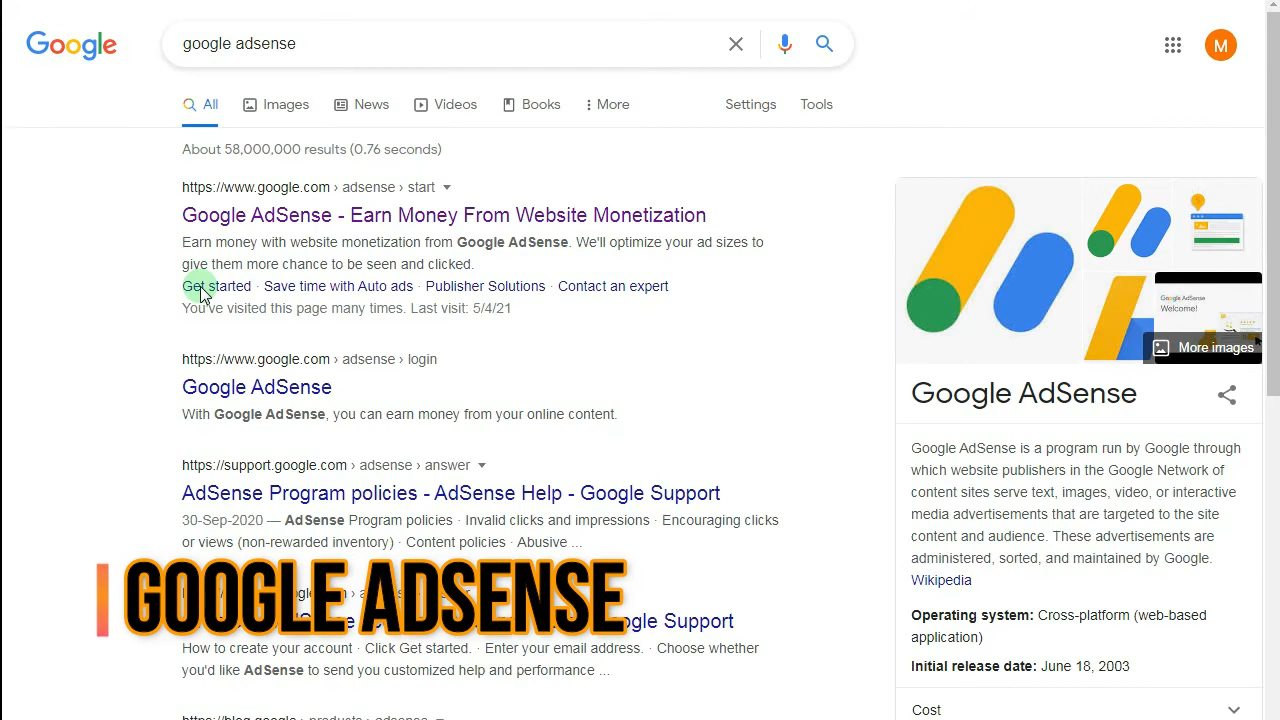 Google
google adsense
M
All
Images
News
Videos
Books
More
Settings
Tools
About 58,000,000 results (0.76 seconds)
https://www.google.com › adsense › start
Google AdSense - Earn Money From Website Monetization
Earn money with website monetization from Google AdSense. We'll optimize your ad sizes to
give them more chance to be seen and clicked.
Get started · Save time with Auto ads · Publisher Solutions · Contact an expert
You've visited this page many times. Last visit: 5/4/21
https://www.google.com › adsense › login
Google AdSense
With Google AdSense, you can earn money from your online content.
https://support.google.com › adsense › answer
AdSense Program policies - AdSense Help - Google Support
30-Sep-2020 — AdSense Program policies · Invalid clicks and impressions · Encouraging clicks
or views (non-rewarded inventory) · Content policies · Abusive ...
GOOGLE ADSENSE
gle Support
How to create your account · Click Get started. · Enter your email address. · Choose whether
you'd like AdSense to send you customized help and performance ...
https://blog.google › products › adsense
Google AdSense
Welcome!
More images
Google AdSense
Google AdSense is a program run by Google through
which website publishers in the Google Network of
content sites serve text, images, video, or interactive
media advertisements that are targeted to the site
content and audience. These advertisements are
administered, sorted, and maintained by Google.
Wikipedia
Operating system: Cross-platform (web-based
application)
Initial release date: June 18, 2003
Cost